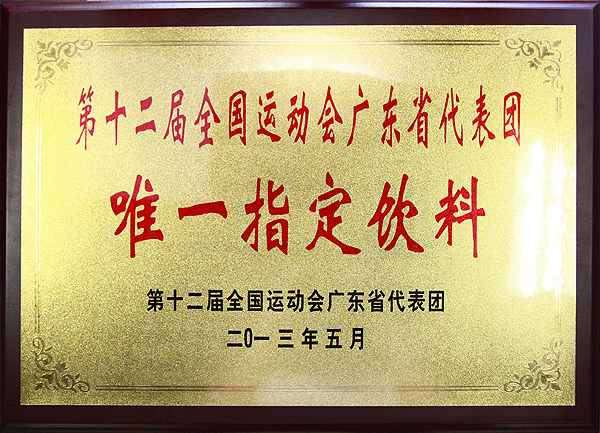 第十二届全国运动会广东省代表团
唯一指定饮料
第十二届全国运动会广东省代表团
二O一三年五月